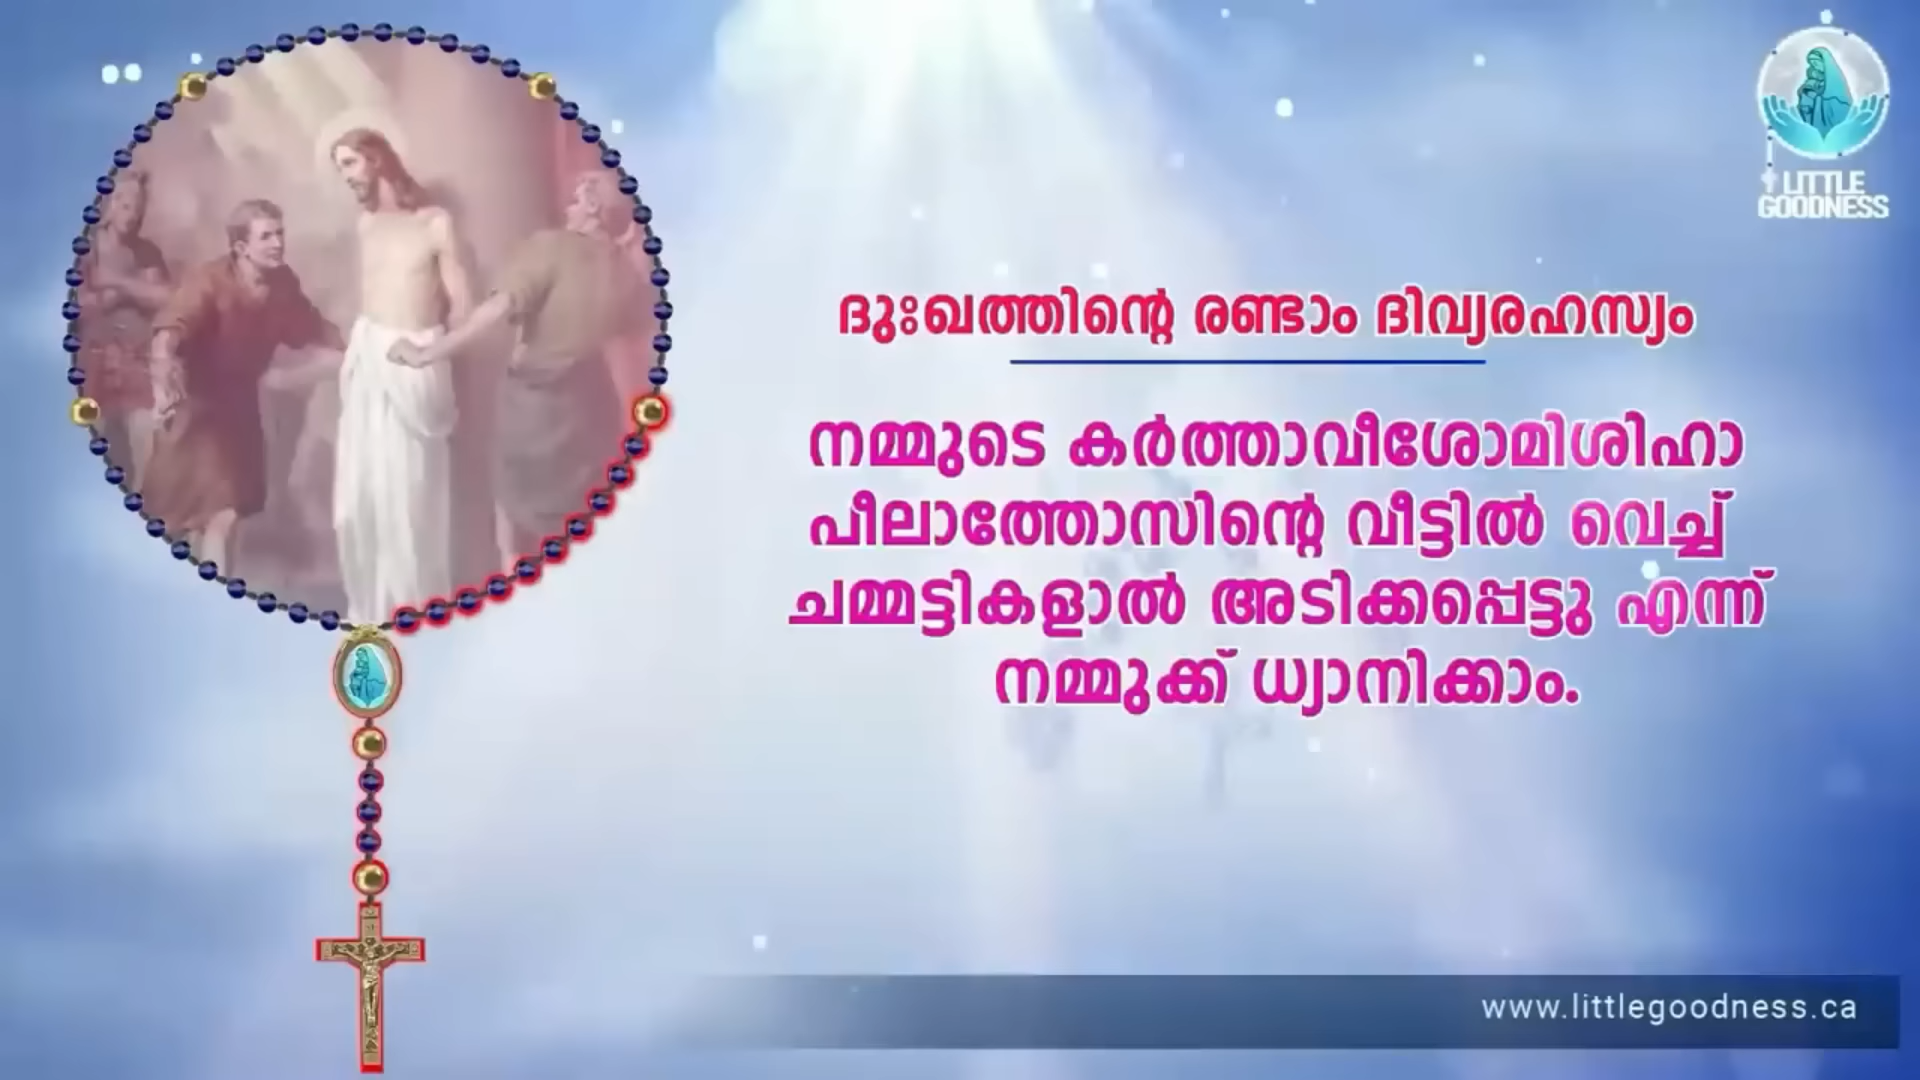 LITTLE
GOODNESS
ദുഃഖത്തിന്റെ രണ്ടാം ദിവ്യരഹസ്യം
നമ്മുടെ കർത്താവീശോമിശിഹാ
പീലാത്തോസിന്റെ വീട്ടിൽ വെച്ച്
ചമ്മട്ടികളാൽ അടിക്കപ്പെട്ടു എന്ന്
നമ്മുക്ക് ധ്യാനിക്കാം.
www.littlegoodness.ca